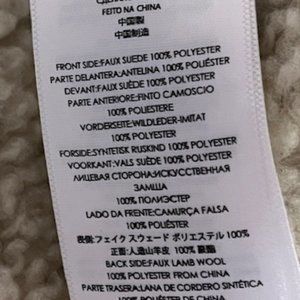 FEITO NA CHINA
中国製
中国制造
FRONT SIDE:FAUX SUEDE 100% POLYESTER
PARTE DELANTERA:ANTELINA 100% POLIÉSTER
DEVANT:FAUX SUÈDE 100% POLYESTER
PARTE ANTERIORE:FINTO CAMOSCIO
100% POLIESTERE
VORDERSEITE:WILDLEDER-IMITAT
100% POLYESTER
FORSIDE:SYNTETISK RUSKIND 100% POLYESTER
VOORKANT:VALS SUÈDE 100% POLYESTER
ЛИЦЕВАЯ СТОРОНА:ИСКУССТВЕННАЯ
ЗАМША
100% ПОЛИЭСТЕР
LADO DA FRENTE:CAMURÇA FALSA
100% POLIÉSTER
表側:フェイク スウェード ポリエステル 100%
正面:人造山羊皮 100% 聚酯
BACK SIDE:FAUX LAMB WOOL
100% POLYESTER FROM CHINA
PARTE TRASERA:LANA DE CORDERO SINTÉTICA
100% POLIÉSTER DE CHINA